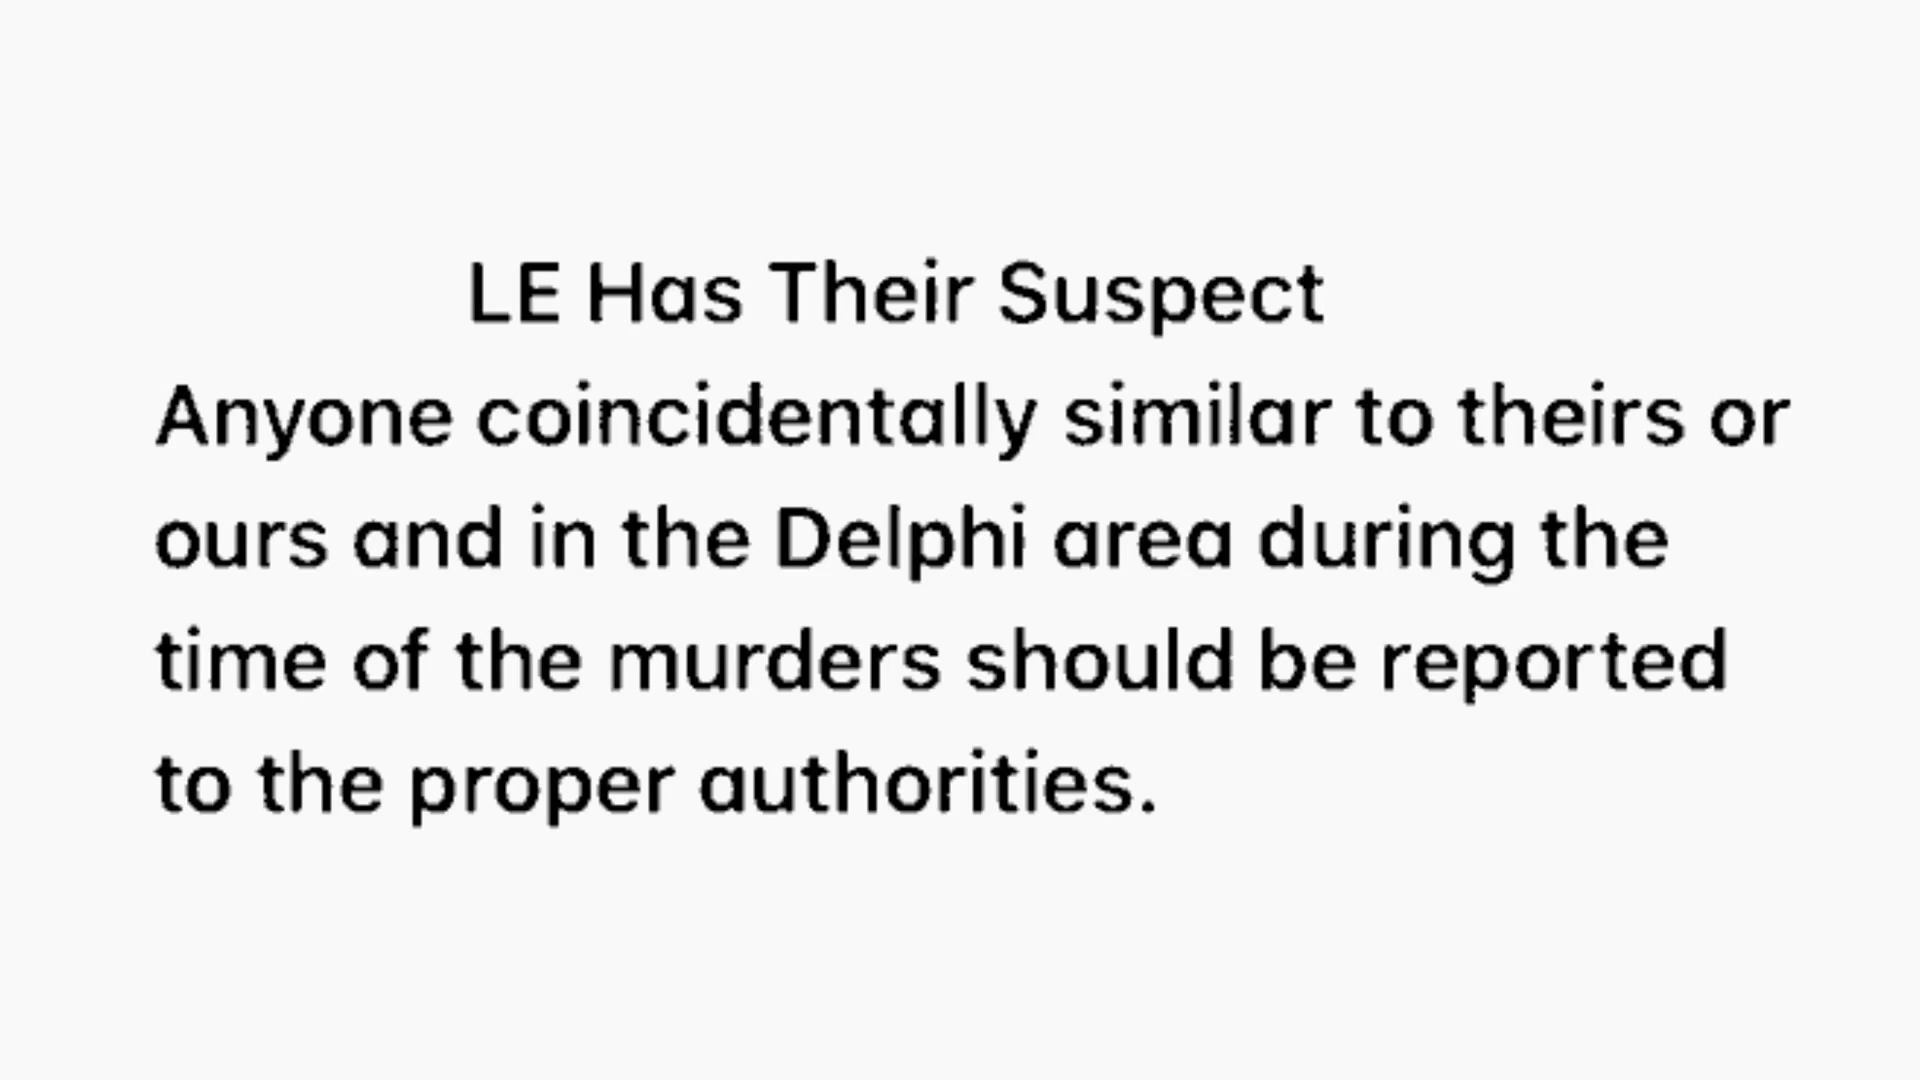 LE Has Their Suspect
Anyone coincidentally similar to theirs or
ours and in the Delphi area during the
time of the murders should be reported
to the proper authorities.